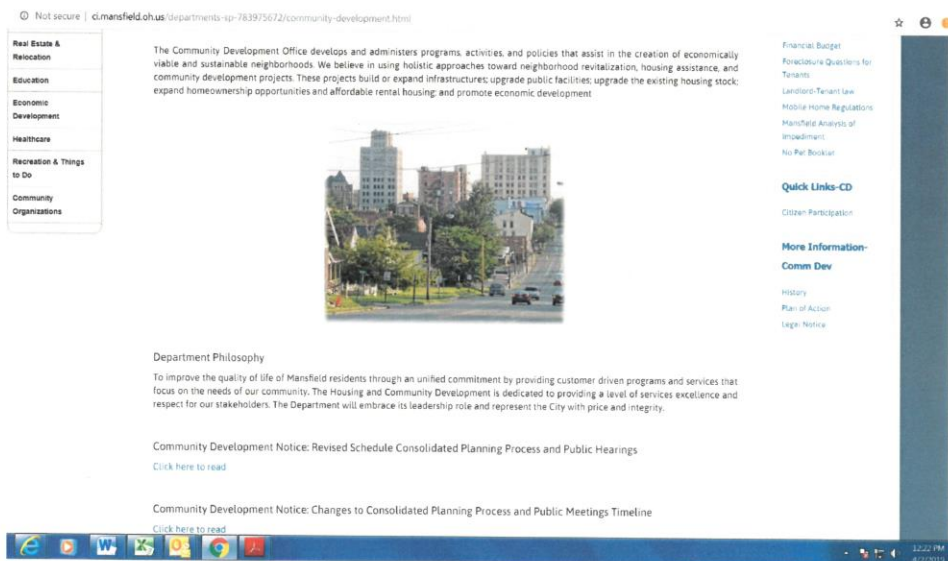 Not secure | ci.mansfield.oh.us/departments-sp-783975672/community-development.html
Real Estate &
Relocation
Education
Economic
Development
Healthcare
Recreation & Things
to Do
Community
Organizations
The Community Development Office develops and administers programs, activities, and policies that assist in the creation of economically
viable and sustainable neighborhoods. We believe in using holistic approaches toward neighborhood revitalization, housing assistance, and
community development projects. These projects build or expand infrastructures; upgrade public facilities; upgrade the existing housing stock;
expand homeownership opportunities and affordable rental housing; and promote economic development
Department Philosophy
To improve the quality of life of Mansfield residents through an unified commitment by providing customer driven programs and services that
focus on the needs of our community. The Housing and Community Development is dedicated to providing a level of services excellence and
respect for our stakeholders. The Department will embrace its leadership role and represent the City with price and integrity.
Community Development Notice: Revised Schedule Consolidated Planning Process and Public Hearings
Click here to read
Community Development Notice: Changes to Consolidated Planning Process and Public Meetings Timeline
Click here to read
Financial Budget
Foreclosure Questions for
Tenants
Landlord-Tenant law
Mobile Home Regulations
Mansfield Analysis of
Impediment
No Pet Booklet
Quick Links-CD
Citizen Participation
More Information-
Comm Dev
History
Plan of Action
Legal Notice
12:22 PM